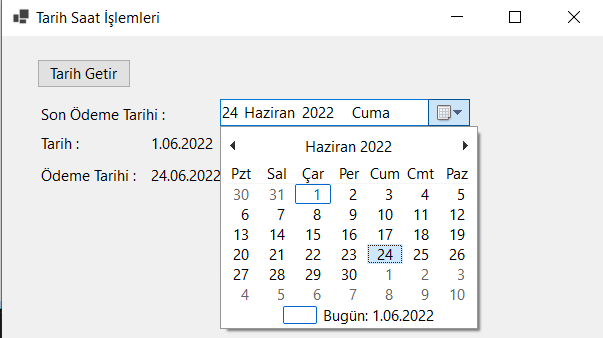 Tarih Saat İşlemleri
Tarih Getir
Son Ödeme Tarihi : 24 Haziran 2022 Cuma
Tarih : 1.06.2022
Ödeme Tarihi : 24.06.2022
Haziran 2022
Pzt Sal Çar Per Cum Cmt Paz
30 31 1 2 3 4 5
6 7 8 9 10 11 12
13 14 15 16 17 18 19
20 21 22 23 24 25 26
27 28 29 30 1 2 3
4 5 6 7 8 9 10
Bugün: 1.06.2022